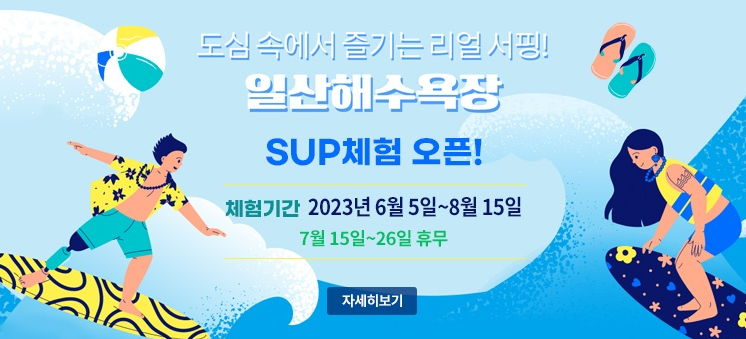 도심 속에서 즐기는 리얼 서핑!
일산해수욕장
SUP체험 오픈!
체험기간 2023년 6월 5일~8월 15일
7월 15일~26일 휴무
자세히보기